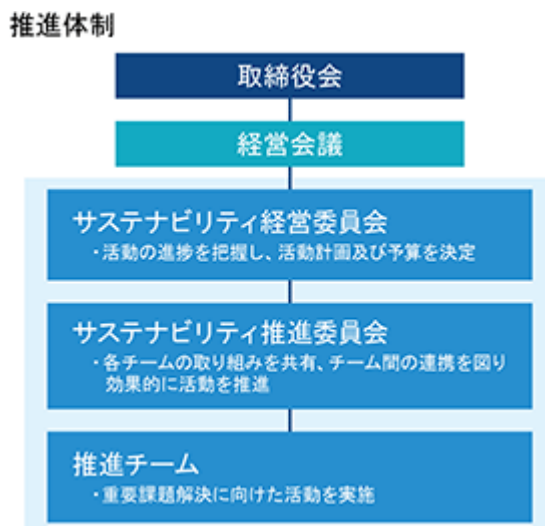 推進体制
取締役会
経営会議
サステナビリティ経営委員会
・活動の進捗を把握し、活動計画及び予算を決定
サステナビリティ推進委員会
・各チームの取り組みを共有、チーム間の連携を図り
効果的に活動を推進
推進チーム
・重要課題解決に向けた活動を実施